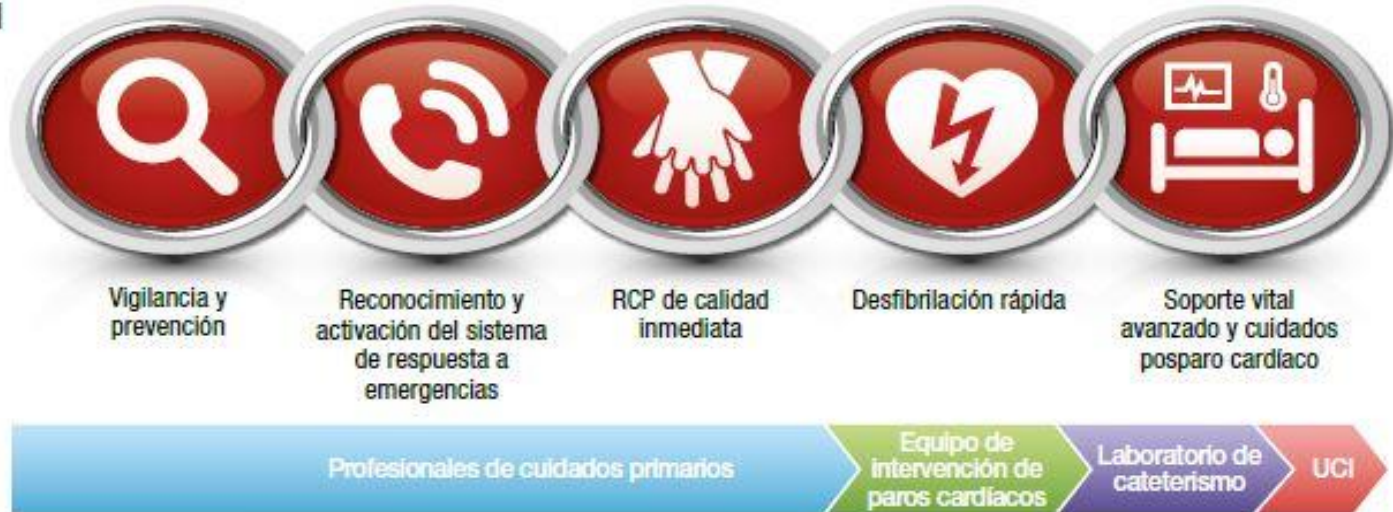 Vigilancia y
prevención
Reconocimiento y
activación del sistema
de respuesta a
emergencias
RCP de calidad
inmediata
Desfibrilación rápida
Soporte vital
avanzado y cuidados
posparo cardíaco
Profesionales de cuidados primarios
Equipo de
intervención de
paros cardíacos
Laboratorio de
cateterismo
UCI